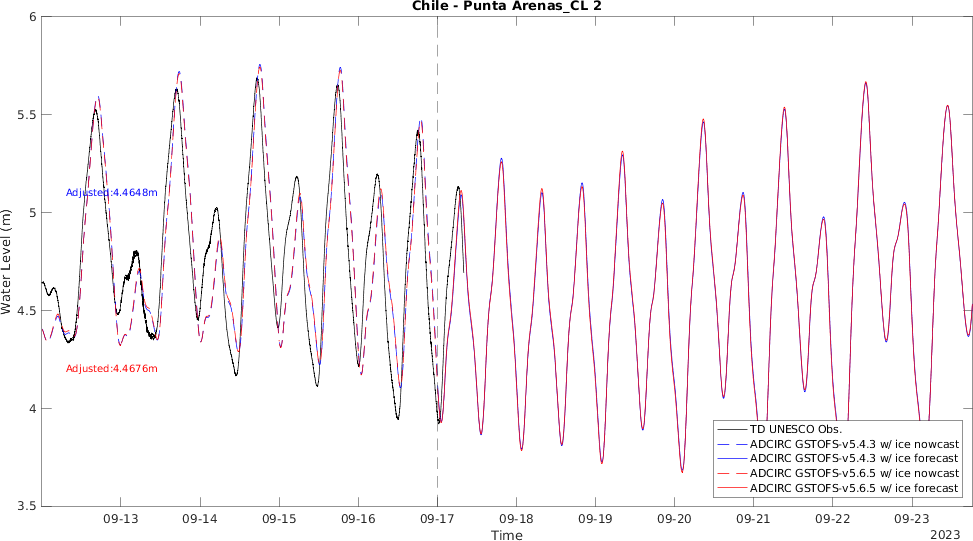 Chile - Punta Arenas_CL 2
Water Level (m)
6
5.5
5
4.5
4
3.5
Adjusted:4.4648m
Adjusted:4.4676m
TD UNESCO Obs.
ADCIRC GSTOFS-v5.4.3 w/ ice nowcast
ADCIRC GSTOFS-v5.4.3 w/ ice forecast
ADCIRC GSTOFS-v5.6.5 w/ ice nowcast
ADCIRC GSTOFS-v5.6.5 w/ ice forecast
09-13 09-14 09-15 09-16 09-17 09-18 09-19 09-20 09-21 09-22 09-23
Time
2023